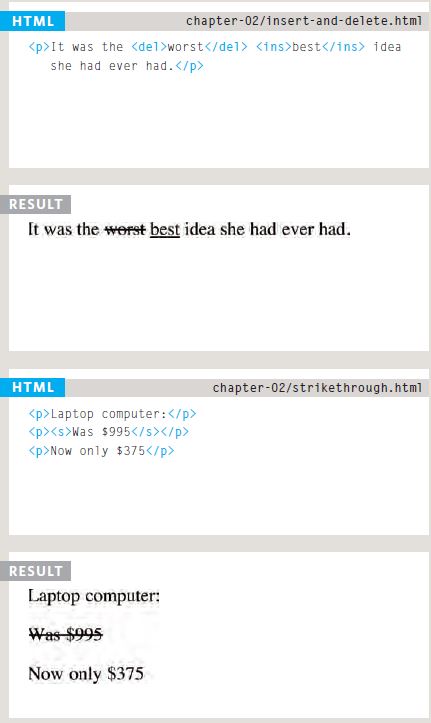 HTML chapter-02/insert-and-delete.html
<p>It was the <del>worst</del> <ins>best</ins> idea
she had ever had.</p>
RESULT
It was the worst best idea she had ever had.
HTML chapter-02/strikethrough.html
<p>Laptop computer:</p>
<p><s>Was $995</s></p>
<p>Now only $375</p>
RESULT
Laptop computer:
Was $995
Now only $375